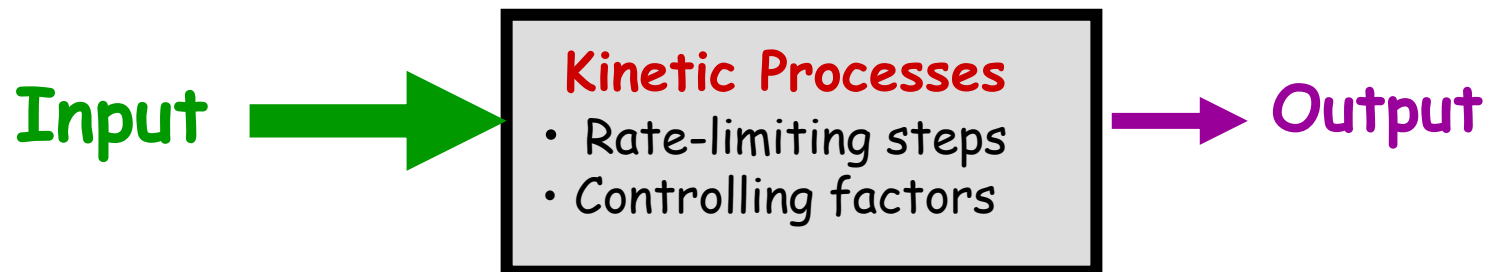 Input
Kinetic Processes
• Rate-limiting steps
• Controlling factors
Output